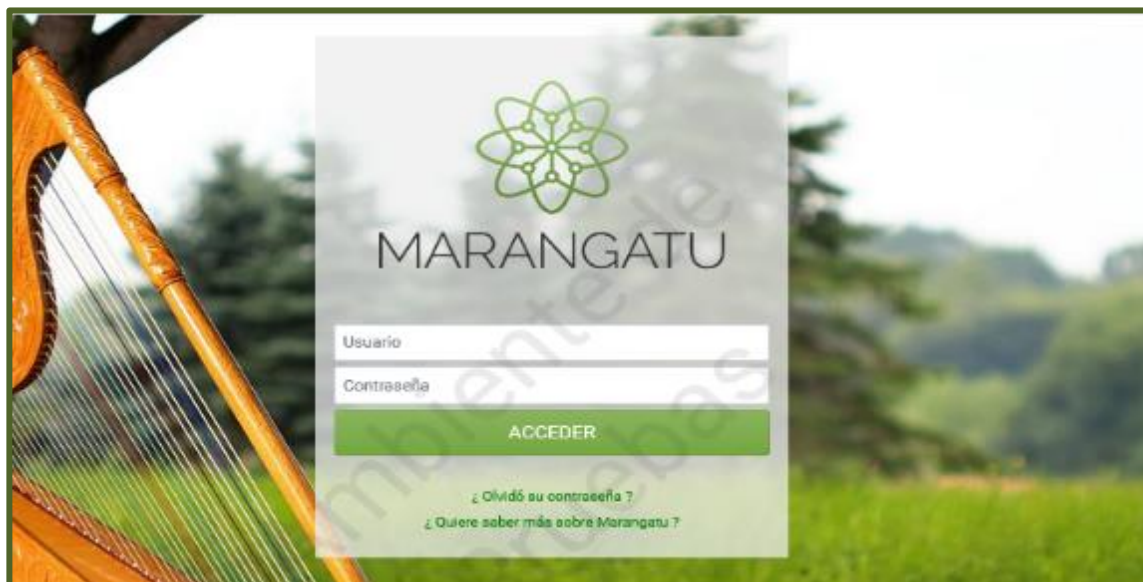 MARANGATU
Usuario
Contraseña
ACCEDER
¿ Olvidó su contraseña ?
¿ Quiere saber más sobre Marangatu ?
Ambiente de
pruebas